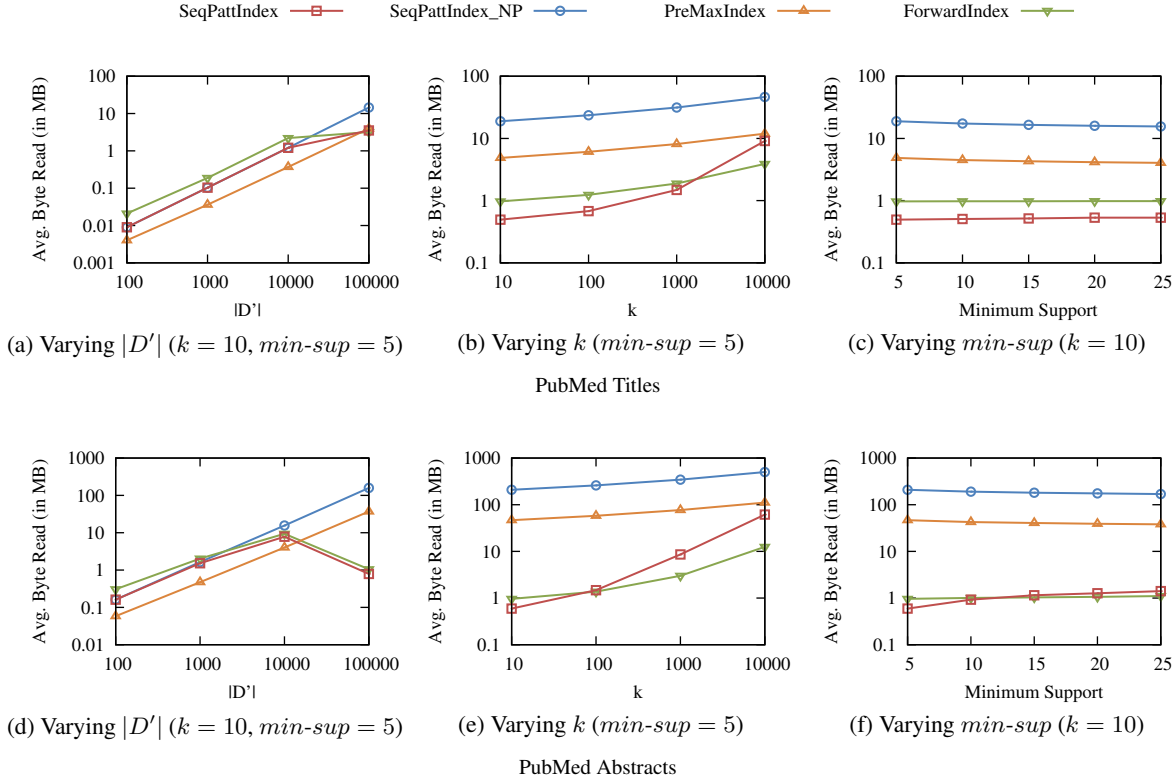 SeqPattIndex SeqPattIndex_NP PreMaxIndex ForwardIndex
Avg. Byte Read (in MB)
100
10
1
0.1
0.01
0.001
100 1000 10000 100000
|D'|
(a) Varying |D′| (k = 10, min-sup = 5)
Avg. Byte Read (in MB)
100
10
1
0.1
10 100 1000 10000
k
(b) Varying k (min-sup = 5)
Avg. Byte Read (in MB)
100
10
1
0.1
5 10 15 20 25
Minimum Support
(c) Varying min-sup (k = 10)
PubMed Titles
Avg. Byte Read (in MB)
1000
100
10
1
0.1
0.01
100 1000 10000 100000
|D'|
(d) Varying |D′| (k = 10, min-sup = 5)
Avg. Byte Read (in MB)
1000
100
10
1
0.1
10 100 1000 10000
k
(e) Varying k (min-sup = 5)
Avg. Byte Read (in MB)
1000
100
10
1
0.1
5 10 15 20 25
Minimum Support
(f) Varying min-sup (k = 10)
PubMed Abstracts